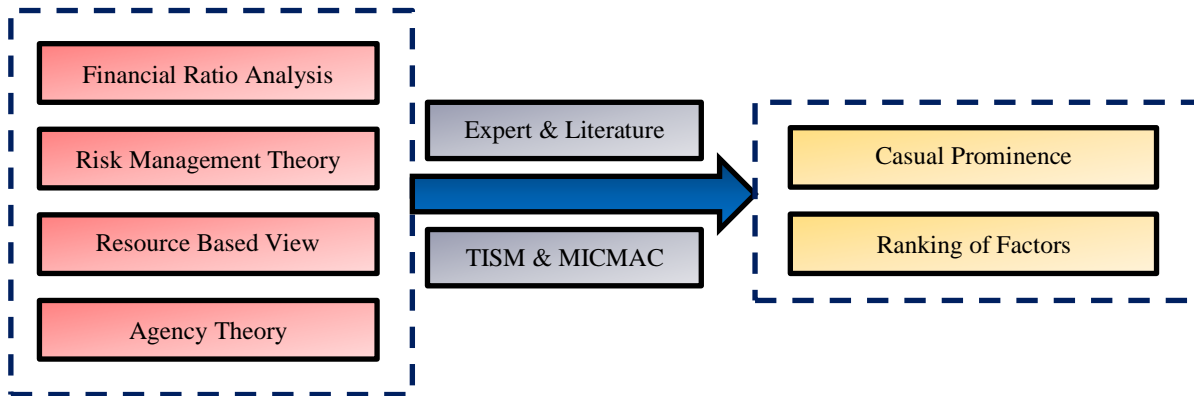 Financial Ratio Analysis
Risk Management Theory
Resource Based View
Agency Theory
Expert & Literature
TISM & MICMAC
Casual Prominence
Ranking of Factors